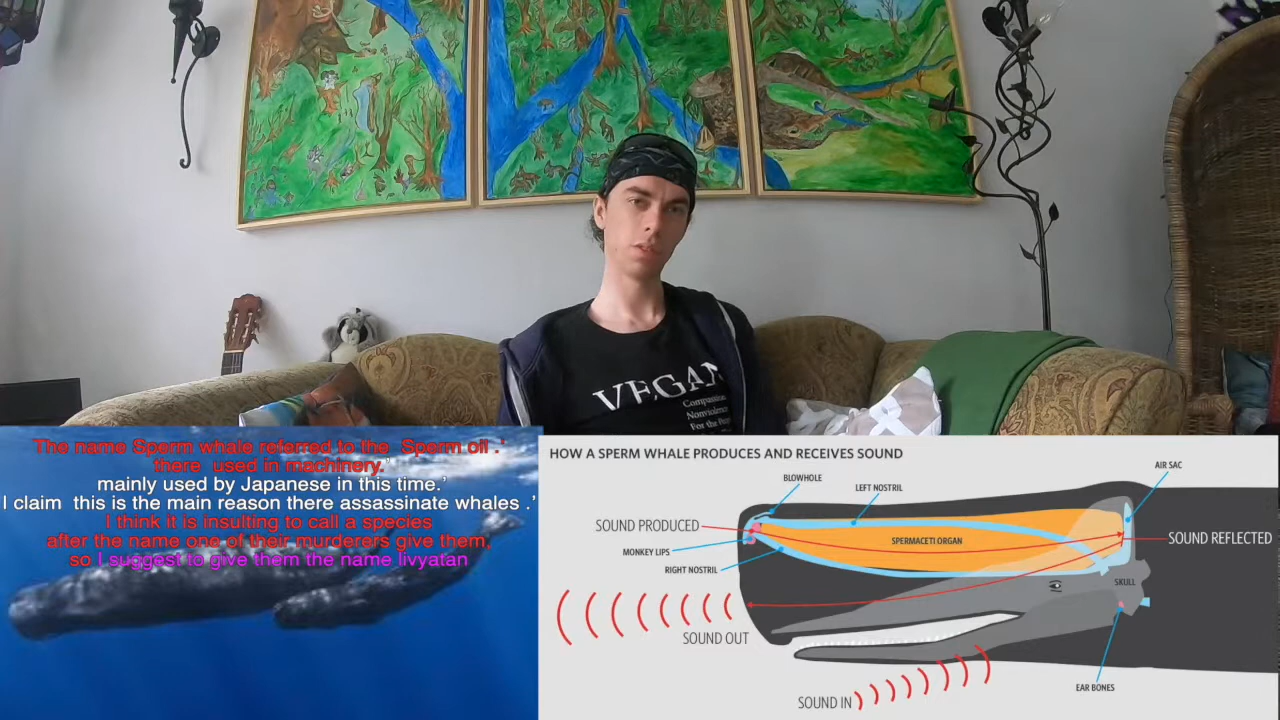 VEGAN
Compassion
Nonviolence
For the
The name Sperm whale referred to the Sperm oil .'
there used in machinery.'
mainly used by Japanese in this time.'
I claim this is the main reason there assassinate whales .'
I think it is insulting to call a species
after the name one of their murderers give them,
so I suggest to give them the name livyatan
HOW A SPERM WHALE PRODUCES AND RECEIVES SOUND
AIR SAC
BLOWHOLE
LEFT NOSTRIL
SOUND PRODUCED
SPERMACETI ORGAN
SOUND REFLECTED
MONKEY LIPS
RIGHT NOSTRIL
SKULL
SOUND OUT
EAR BONES
SOUND IN